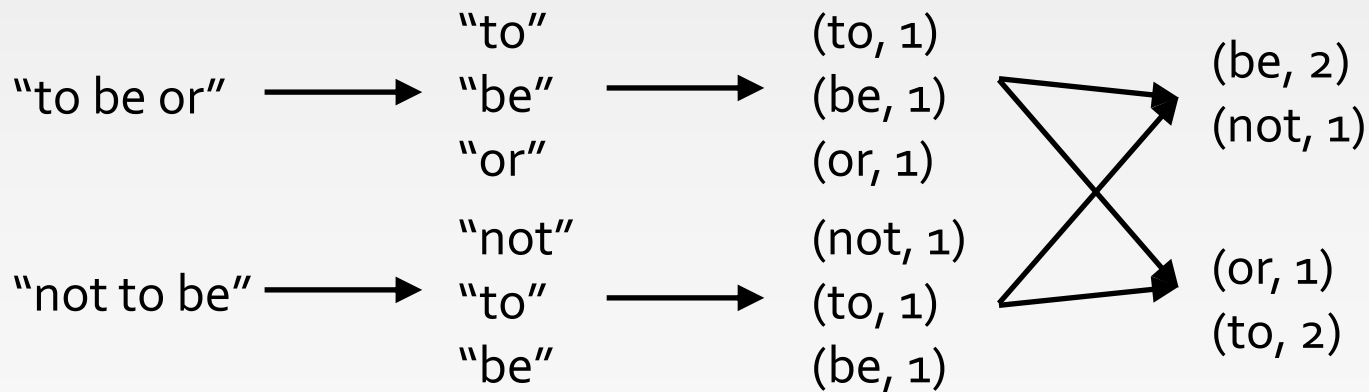 “to be or”
“to”
“be”
“or”
(to, 1)
(be, 1)
(or, 1)
(be, 2)
(not, 1)
“not to be”
“not”
“to”
“be”
(not, 1)
(to, 1)
(be, 1)
(or, 1)
(to, 2)